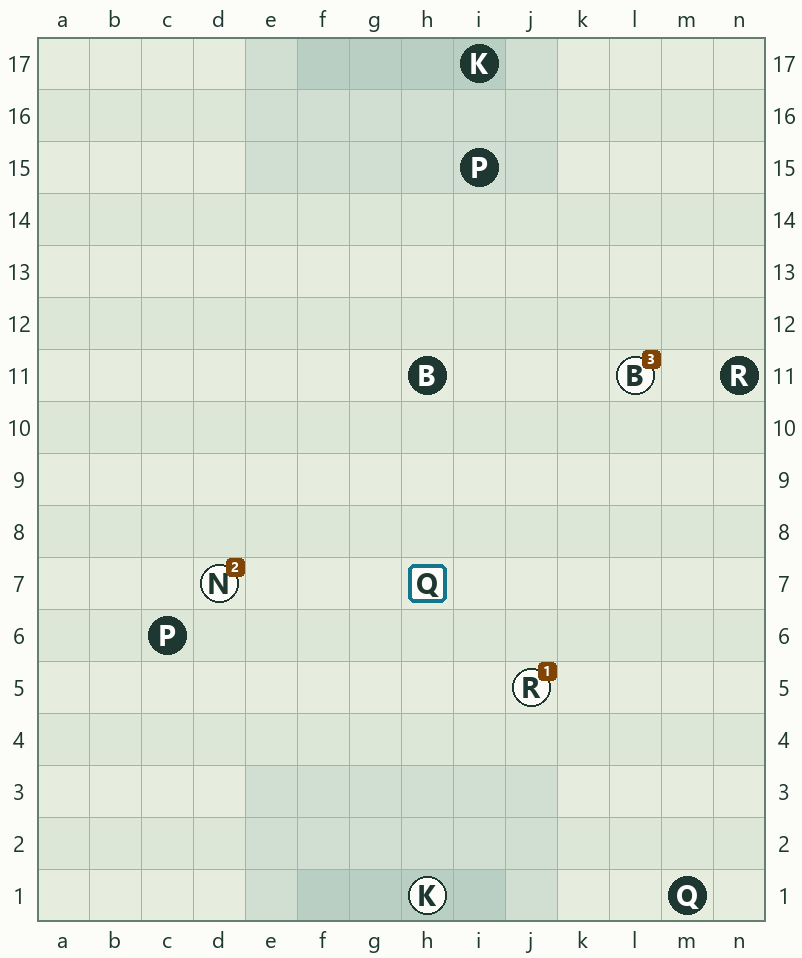 a b c d e f g h i j k l m n
17 K 17
16 16
15 P 15
14 14
13 13
12 12
11 B B 3 R 11
10 10
9 9
8 8
7 N 2 Q 7
6 P 6
5 R 1 5
4 4
3 3
2 2
1 K Q 1
a b c d e f g h i j k l m n